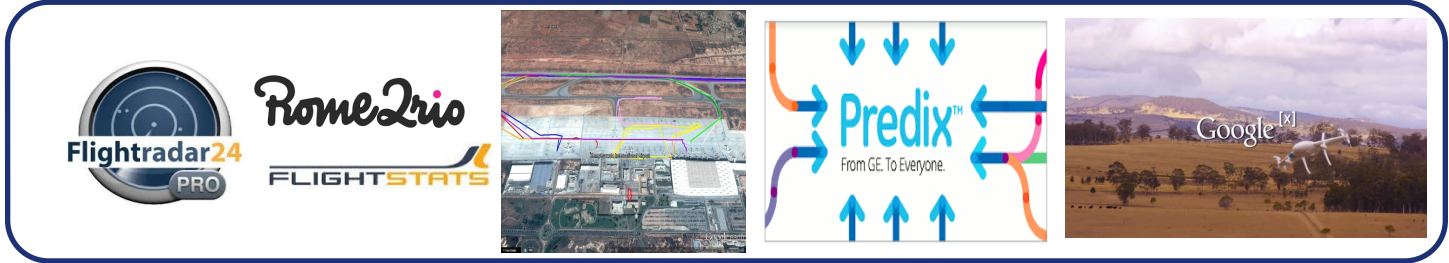 Flightradar24
PRO
Rome2rio
FLIGHTSTATS
Predix™
From GE. To Everyone.
Google [x]